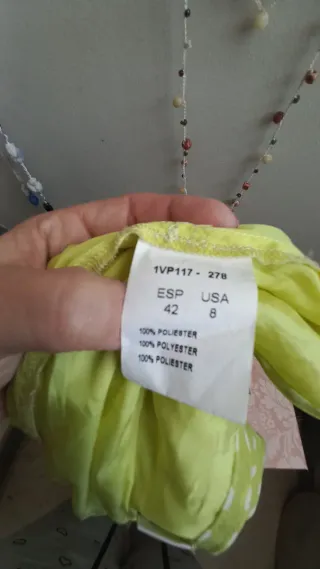 1VP117 - 278
ESP USA
42 8
100% POLIESTER
100% POLYESTER
100% POLIESTER